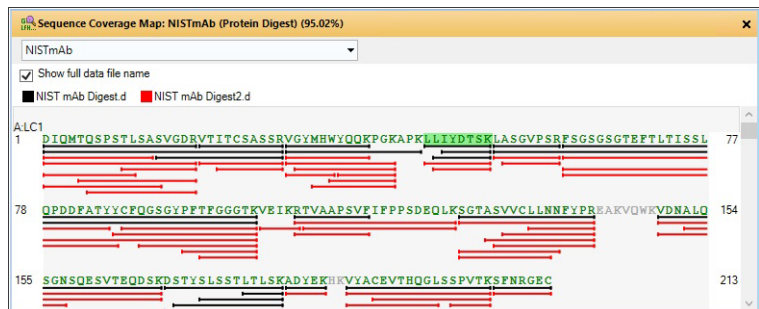 Sequence Coverage Map: NISTmAb (Protein Digest) (95.02%)
NISTmAb
Show full data file name
NIST mAb Digest.d NIST mAb Digest2.d
A:LC1
1 DIQMTQSPSTLSASVGDRVTITCSASSRVGYMHWYQQKPGKAPKLLIYDTSKLASGVPSRFSGSGSGTEFTLTISSL 77
78 QPDDFATYYCFQGSGYPFTFGGGTKVEIKRTVAAPSVFIFPPSDEQLKSGTASVVCLLNNFYPREAKVQWKVDNALQ 154
155 SGNSQESVTEQDSKDSTYSLSSTLTLSKADYEKHKVYACEVTHQGLSSPVTKSFNRGEC 213